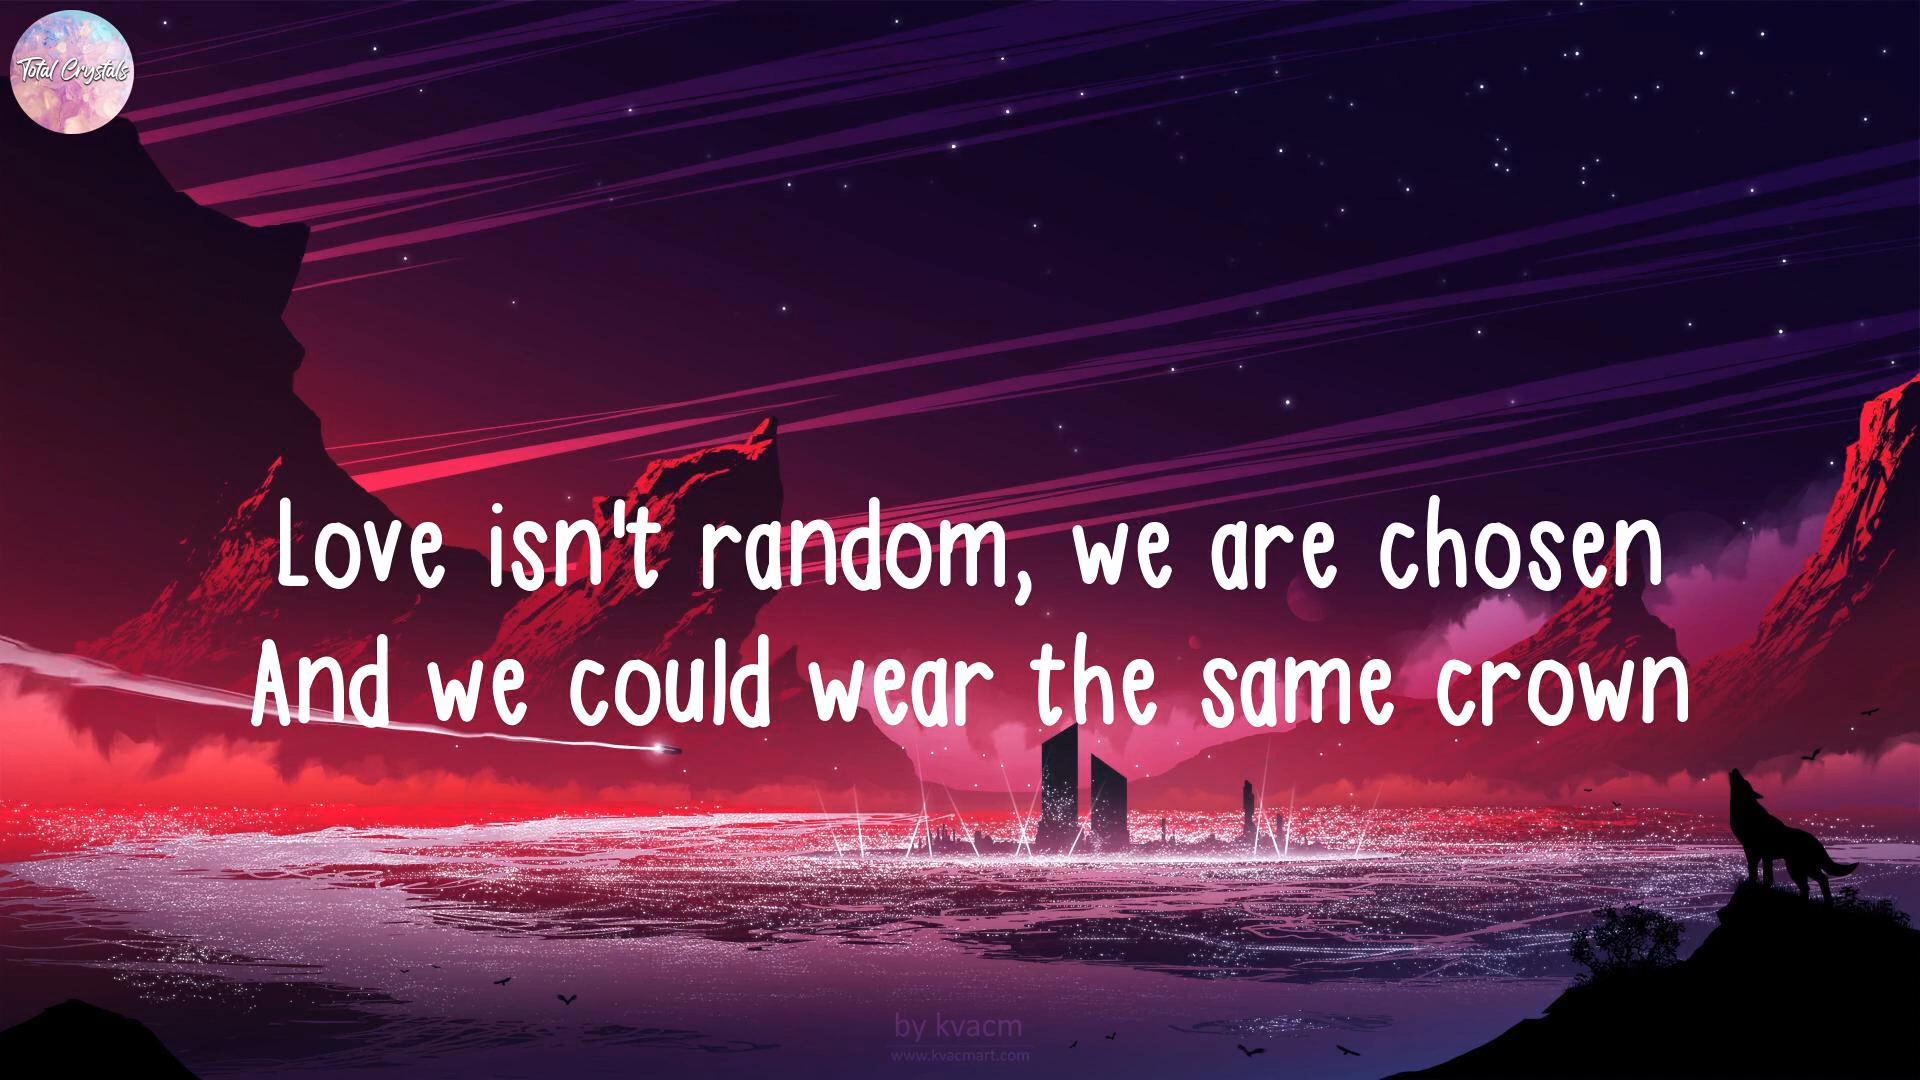 Total Crystals
Love isn't random, we are chosen
And we could wear the same crown
by kvacm
www.kvacmart.com